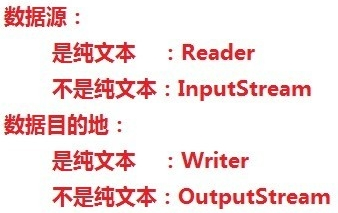 数据源：
是纯文本　：Reader
不是纯文本：InputStream
数据目的地：
是纯文本　：Writer
不是纯文本：OutputStream